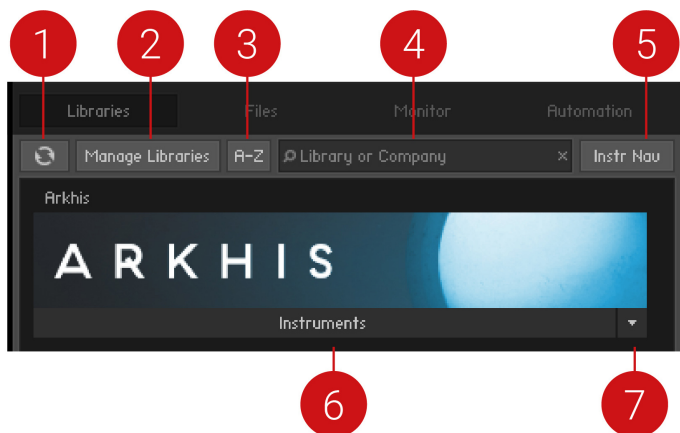 1 2 3 4 5
Libraries Files Monitor Automation
Manage Libraries A-Z Library or Company × Instr Nav
Arkhis
ARKHIS
Instruments
6 7